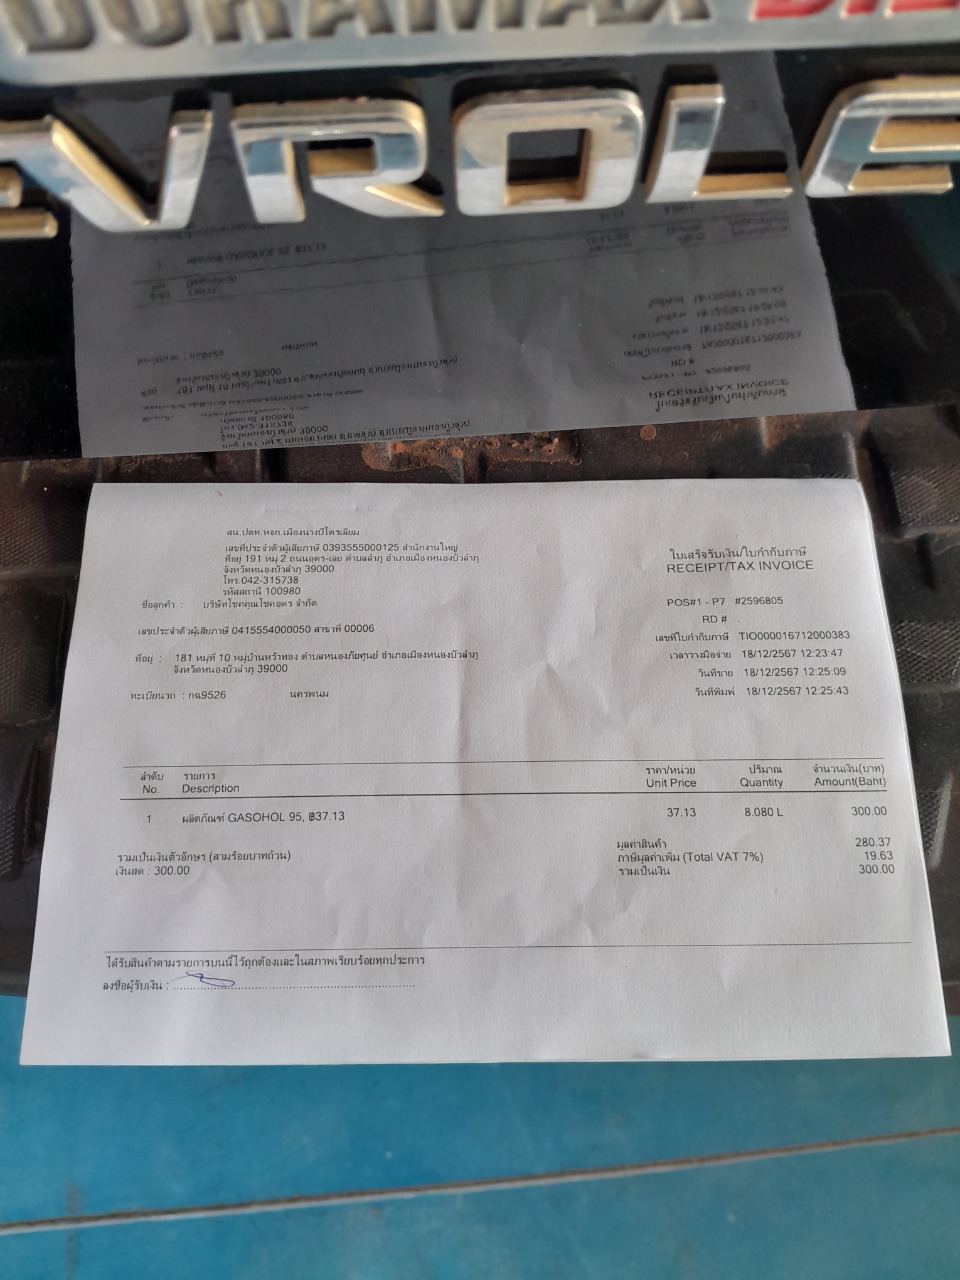 DURAMAX
EVROLE
สน.ปตท.หจก.เมืองนางบัวโตรเลียม
เลขที่ประจำตัวผู้เสียภาษี 0393555000125 สำนักงานใหญ่
ที่อยู่ 191 หมู่ 2 ถนนอุดร-เลย ตำบลลำภู อำเภอเมืองหนองบัวลำภู
จังหวัดหนองบัวลำภู 39000
โทร.042-315738
รหัสสถานี 100980
ใบเสร็จรับเงิน/ใบกำกับภาษี
RECEIPT/TAX INVOICE
ชื่อลูกค้า : บริษัทโชคคูณโชคอุดร จำกัด
POS#1 - P7 #2596805
RD # .
เลขประจำตัวผู้เสียภาษี 0415554000050 สาขาที่ 00006
เลขที่ใบกำกับภาษี TIO000016712000383
ที่อยู่ : 181 หมู่ที่ 10 หมู่บ้านหว้าทอง ตำบลหนองภัยศูนย์ อำเภอเมืองหนองบัวลำภู
จังหวัดหนองบัวลำภู 39000
เวลาวางมือจ่าย 18/12/2567 12:23:47
วันที่ขาย 18/12/2567 12:25:09
วันที่พิมพ์ 18/12/2567 12:25:43
ทะเบียนรถ : กฉ9526 นครพนม
ลำดับ รายการ ราคา/หน่วย ปริมาณ จำนวนเงิน(บาท)
No. Description Unit Price Quantity Amount(Baht)
1 ผลิตภัณฑ์ GASOHOL 95, ฿37.13 37.13 8.080 L 300.00
มูลค่าสินค้า 280.37
รวมเป็นเงินตัวอักษร (สามร้อยบาทถ้วน) ภาษีมูลค่าเพิ่ม (Total VAT 7%) 19.63
เงินสด : 300.00 รวมเป็นเงิน 300.00
ได้รับสินค้าตามรายการบนนี้ไว้ถูกต้องและในสภาพเรียบร้อยทุกประการ
ลงชื่อผู้รับเงิน :